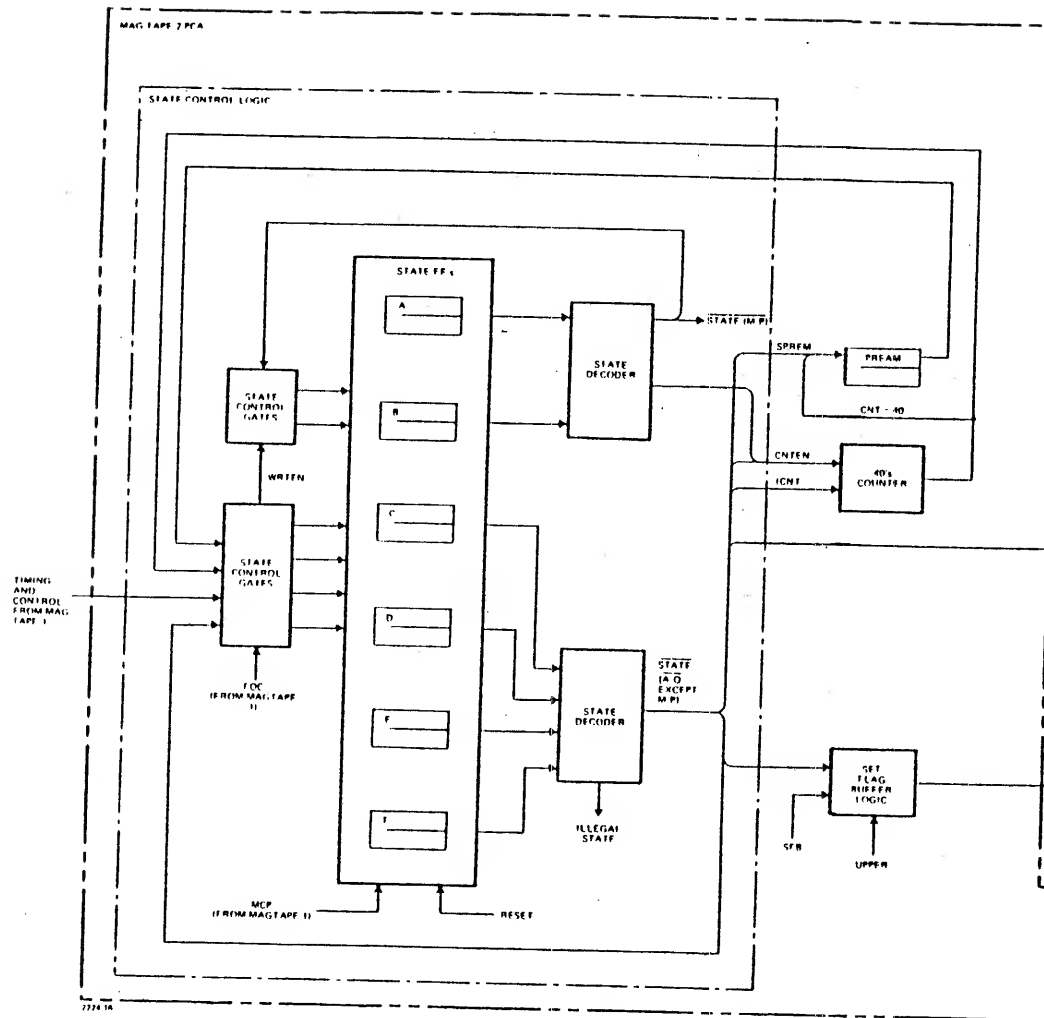 MAG TAPE 2 PCA
STATE CONTROL LOGIC
STATE FF's
A
B
C
D
E
F
STATE
CONTROL
GATES
WRTEN
STATE
CONTROL
GATES
TIMING
AND
CONTROL
FROM MAG
TAPE 1
(FROM MAGTAPE
1)
MCP
(FROM MAGTAPE 1)
RESET
STATE
DECODER
STATE (M P)
STATE
DECODER
STATE
(A Q
EXCEPT
M P)
ILLEGAL
STATE
SPREM
PREAM
CNT = 40
CNTEN
ICNT
40's
COUNTER
SET
FLAG
BUFFER
LOGIC
SFB
UPPER